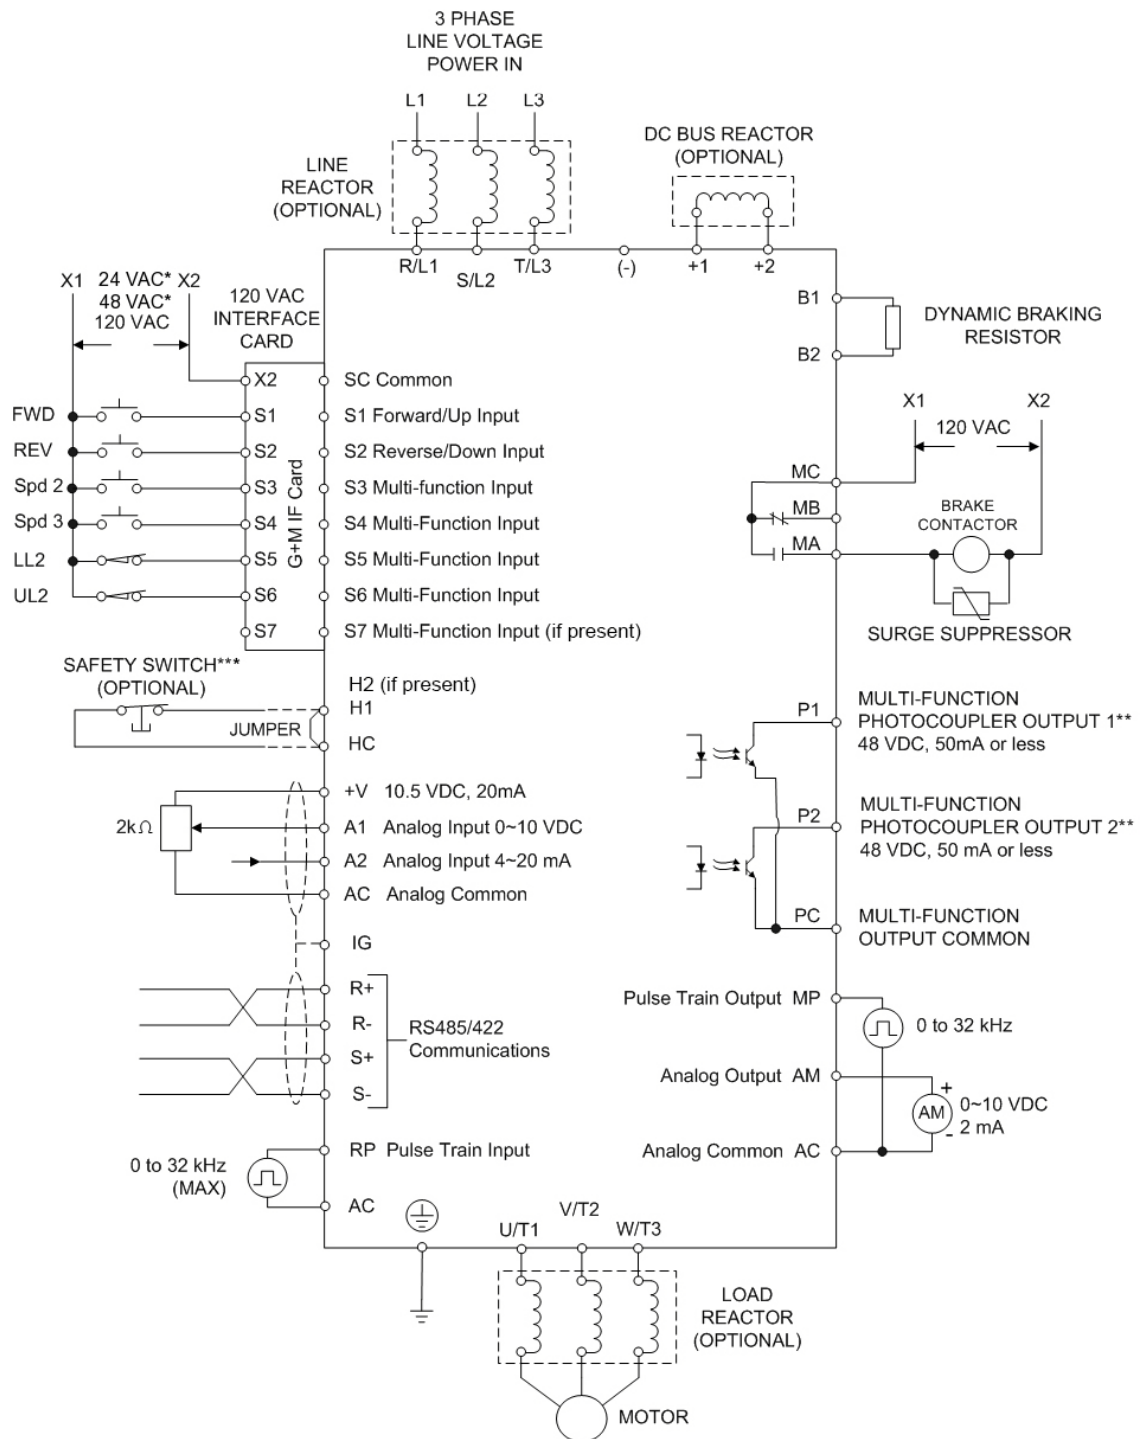 3 PHASE
LINE VOLTAGE
POWER IN
L1 L2 L3
LINE
REACTOR
(OPTIONAL)
DC BUS REACTOR
(OPTIONAL)
R/L1 S/L2 T/L3 (-) +1 +2
X1 24 VAC* X2
48 VAC*
120 VAC
120 VAC
INTERFACE
CARD
B1
B2
DYNAMIC BRAKING
RESISTOR
X2 SC Common
FWD S1 S1 Forward/Up Input
REV S2 S2 Reverse/Down Input
Spd 2 S3 S3 Multi-function Input
Spd 3 S4 S4 Multi-Function Input
LL2 S5 S5 Multi-Function Input
UL2 S6 S6 Multi-Function Input
S7 S7 Multi-Function Input (if present)
G+M IF Card
X1 X2
120 VAC
MC
MB
MA
BRAKE
CONTACTOR
SURGE SUPPRESSOR
SAFETY SWITCH***
(OPTIONAL)
H2 (if present)
H1
JUMPER
HC
P1 MULTI-FUNCTION
PHOTOCOUPLER OUTPUT 1**
48 VDC, 50mA or less
+V 10.5 VDC, 20mA
2kΩ A1 Analog Input 0~10 VDC
A2 Analog Input 4~20 mA
AC Analog Common
IG
P2 MULTI-FUNCTION
PHOTOCOUPLER OUTPUT 2**
48 VDC, 50 mA or less
PC MULTI-FUNCTION
OUTPUT COMMON
R+
R-
S+
S-
RS485/422
Communications
Pulse Train Output MP
0 to 32 kHz
Analog Output AM
+
AM
-
0~10 VDC
2 mA
Analog Common AC
RP Pulse Train Input
0 to 32 kHz
(MAX)
AC
U/T1 V/T2 W/T3
LOAD
REACTOR
(OPTIONAL)
MOTOR